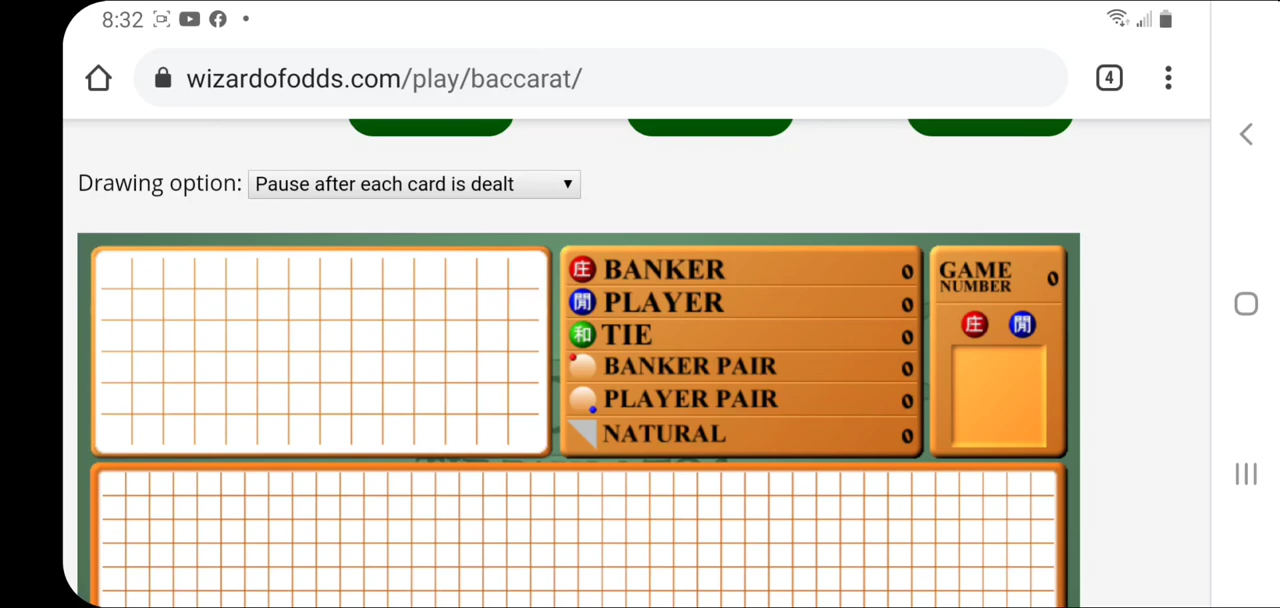 8:32
wizardofodds.com/play/baccarat/
4
Drawing option: Pause after each card is dealt
庄 BANKER 0
閒 PLAYER 0
和 TIE 0
BANKER PAIR 0
PLAYER PAIR 0
NATURAL 0
GAME NUMBER 0
庄 閒